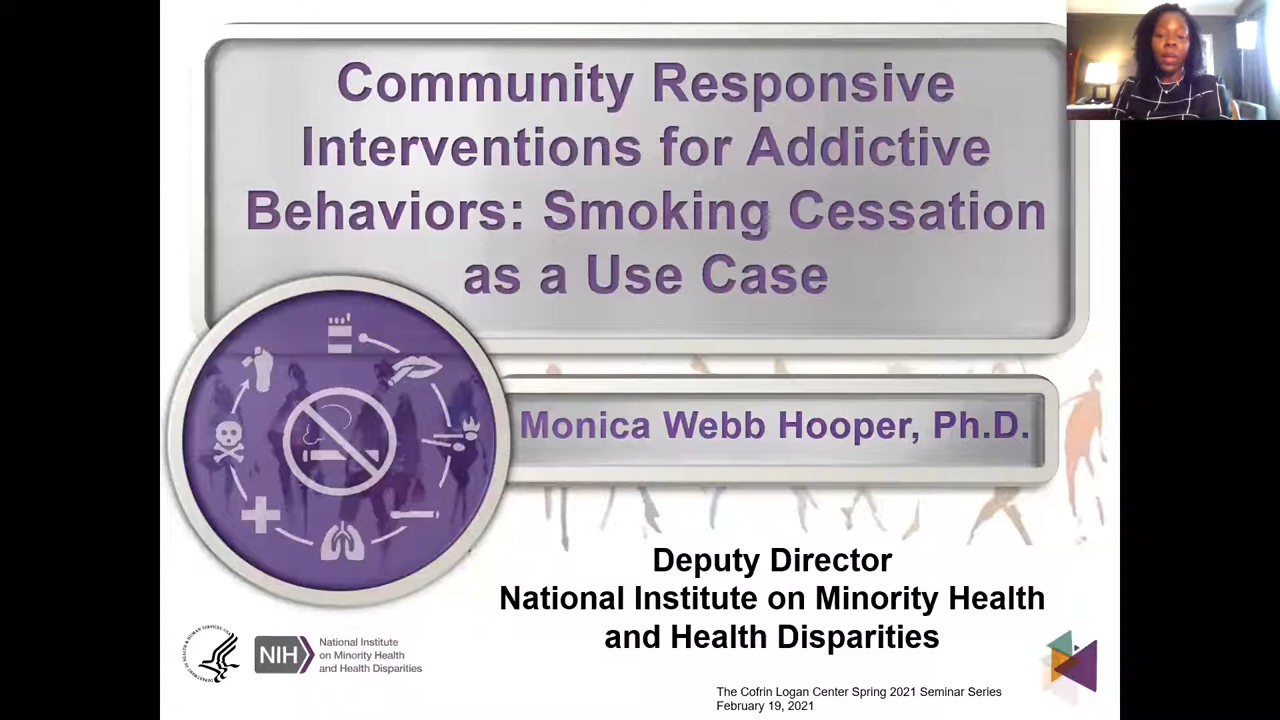 Community Responsive
Interventions for Addictive
Behaviors: Smoking Cessation
as a Use Case
Monica Webb Hooper, Ph.D.
Deputy Director
National Institute on Minority Health
and Health Disparities
NIH
National Institute
on Minority Health
and Health Disparities
The Cofrin Logan Center Spring 2021 Seminar Series
February 19, 2021